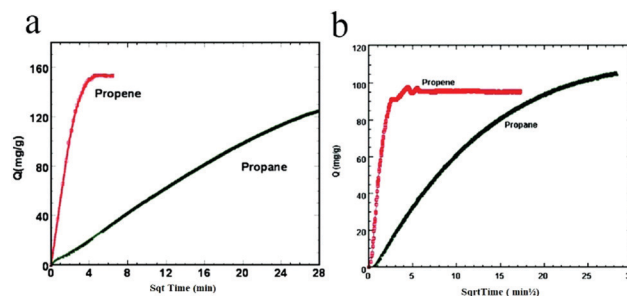 a
160
120
80
40
0
Q(mg/g)
Propene
Propane
0 4 8 12 16 20 24 28
Sqt Time (min)
b
120
100
80
60
40
20
0
Q (mg/g)
Propene
Propane
0 5 10 15 20 25
SqrtTime ( min½)